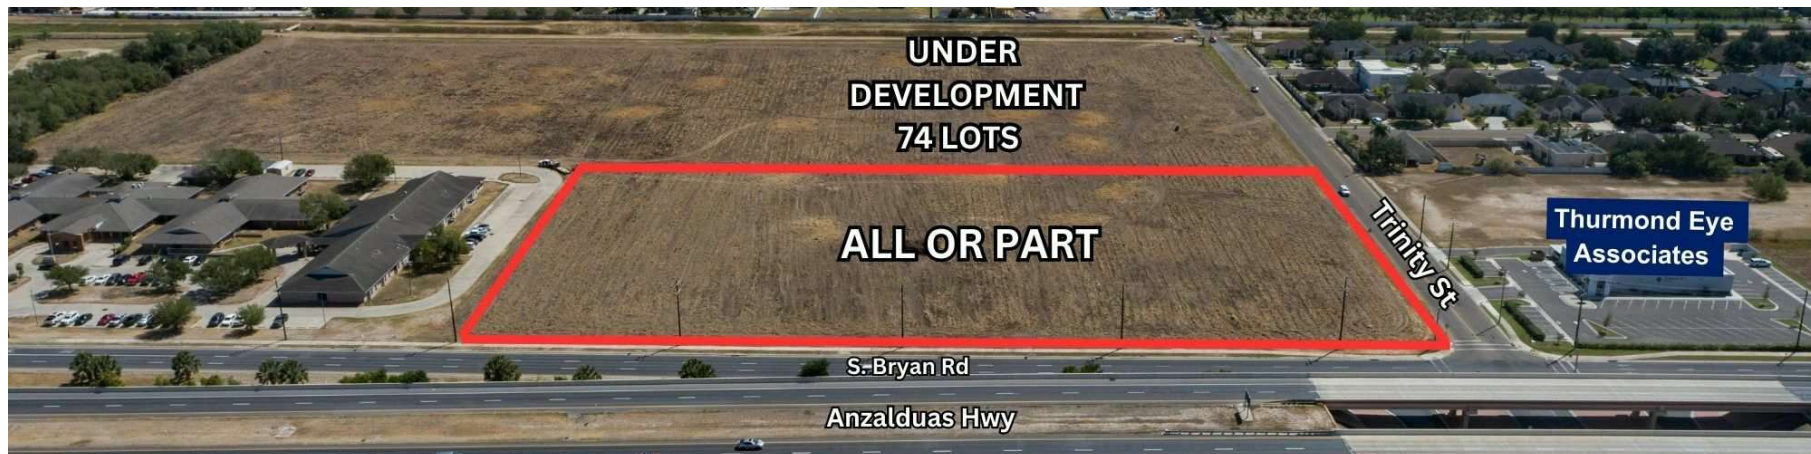 UNDER
DEVELOPMENT
74 LOTS
ALL OR PART
Trinity St
Thurmond Eye
Associates
S. Bryan Rd
Anzalduas Hwy